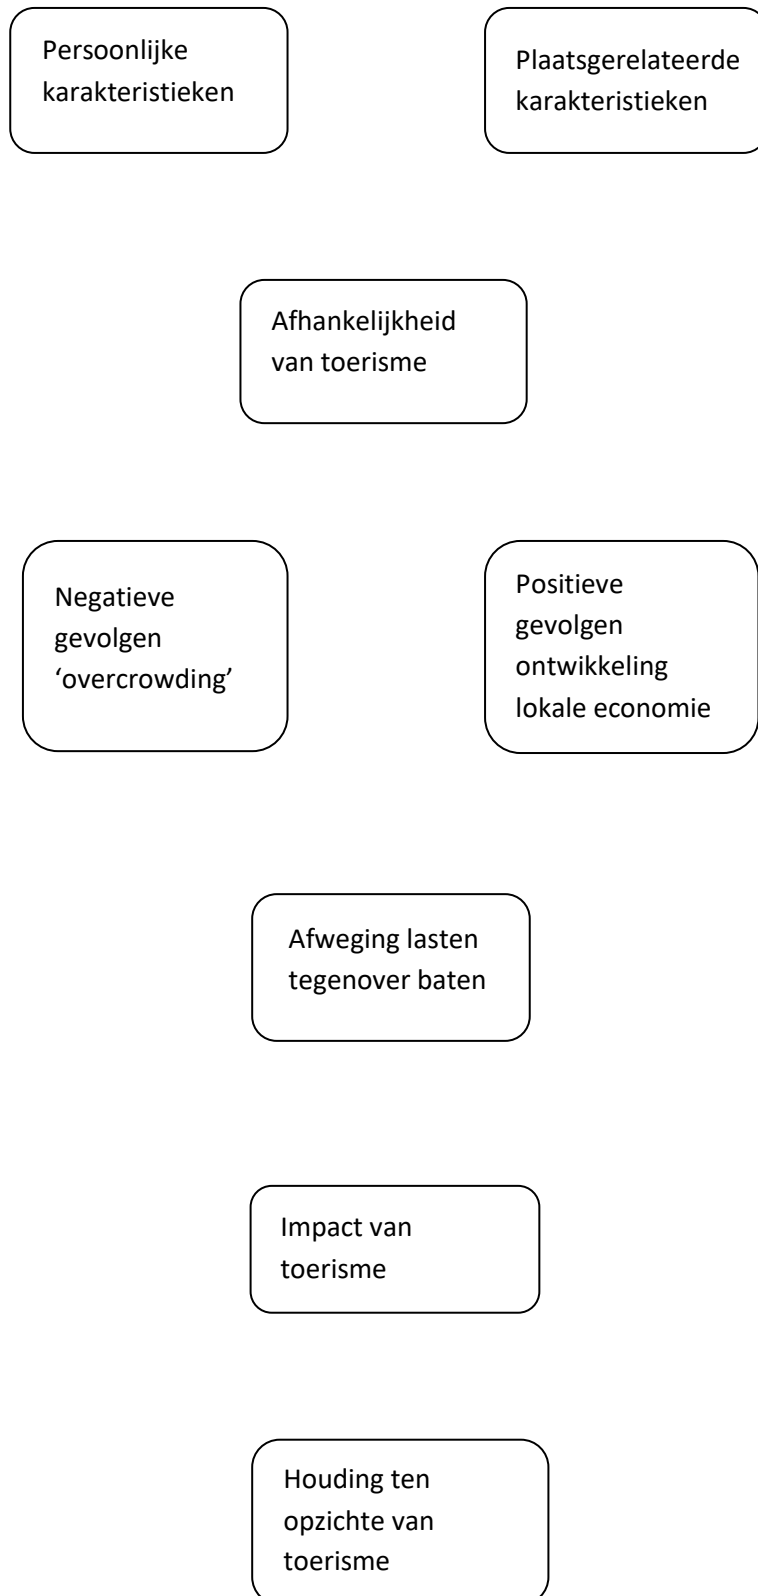 Persoonlijke
karakteristieken
Plaatsgerelateerde
karakteristieken
Afhankelijkheid
van toerisme
Negatieve
gevolgen
‘overcrowding’
Positieve
gevolgen
ontwikkeling
lokale economie
Afweging lasten
tegenover baten
Impact van
toerisme
Houding ten
opzichte van
toerisme